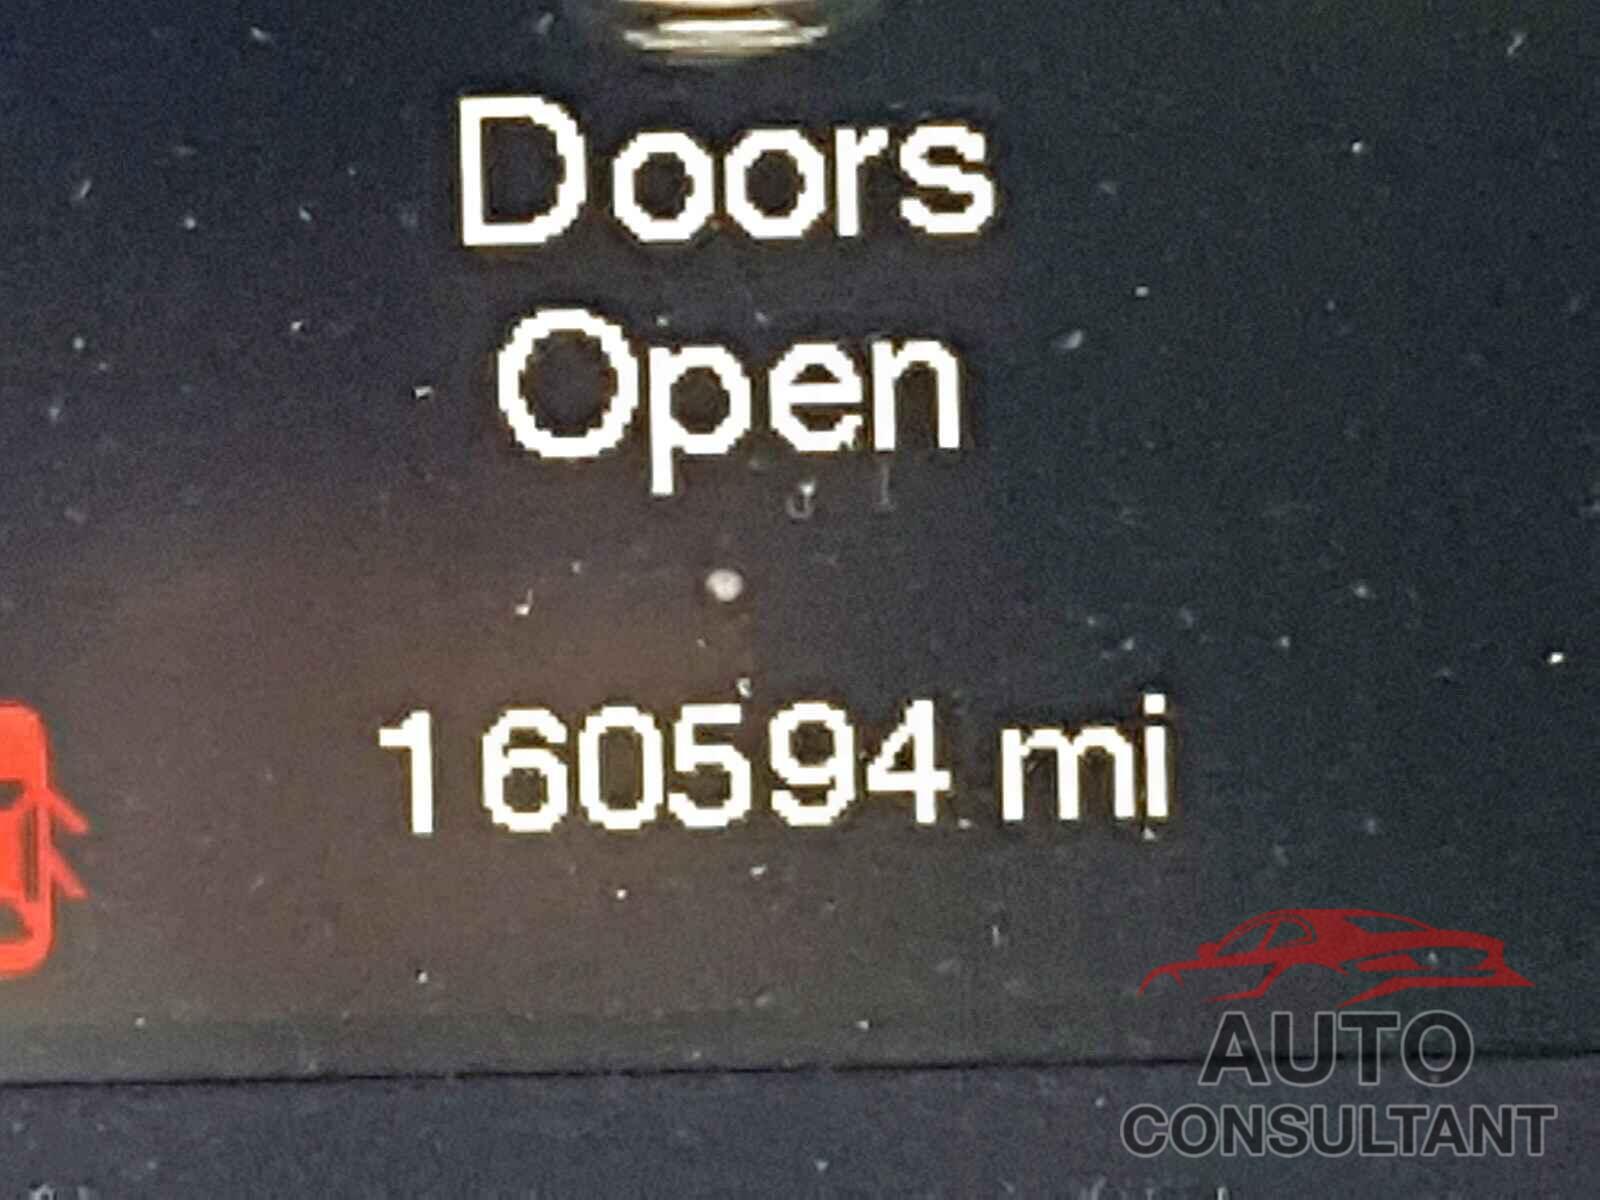 Doors
Open
160594 mi
AUTO
CONSULTANT